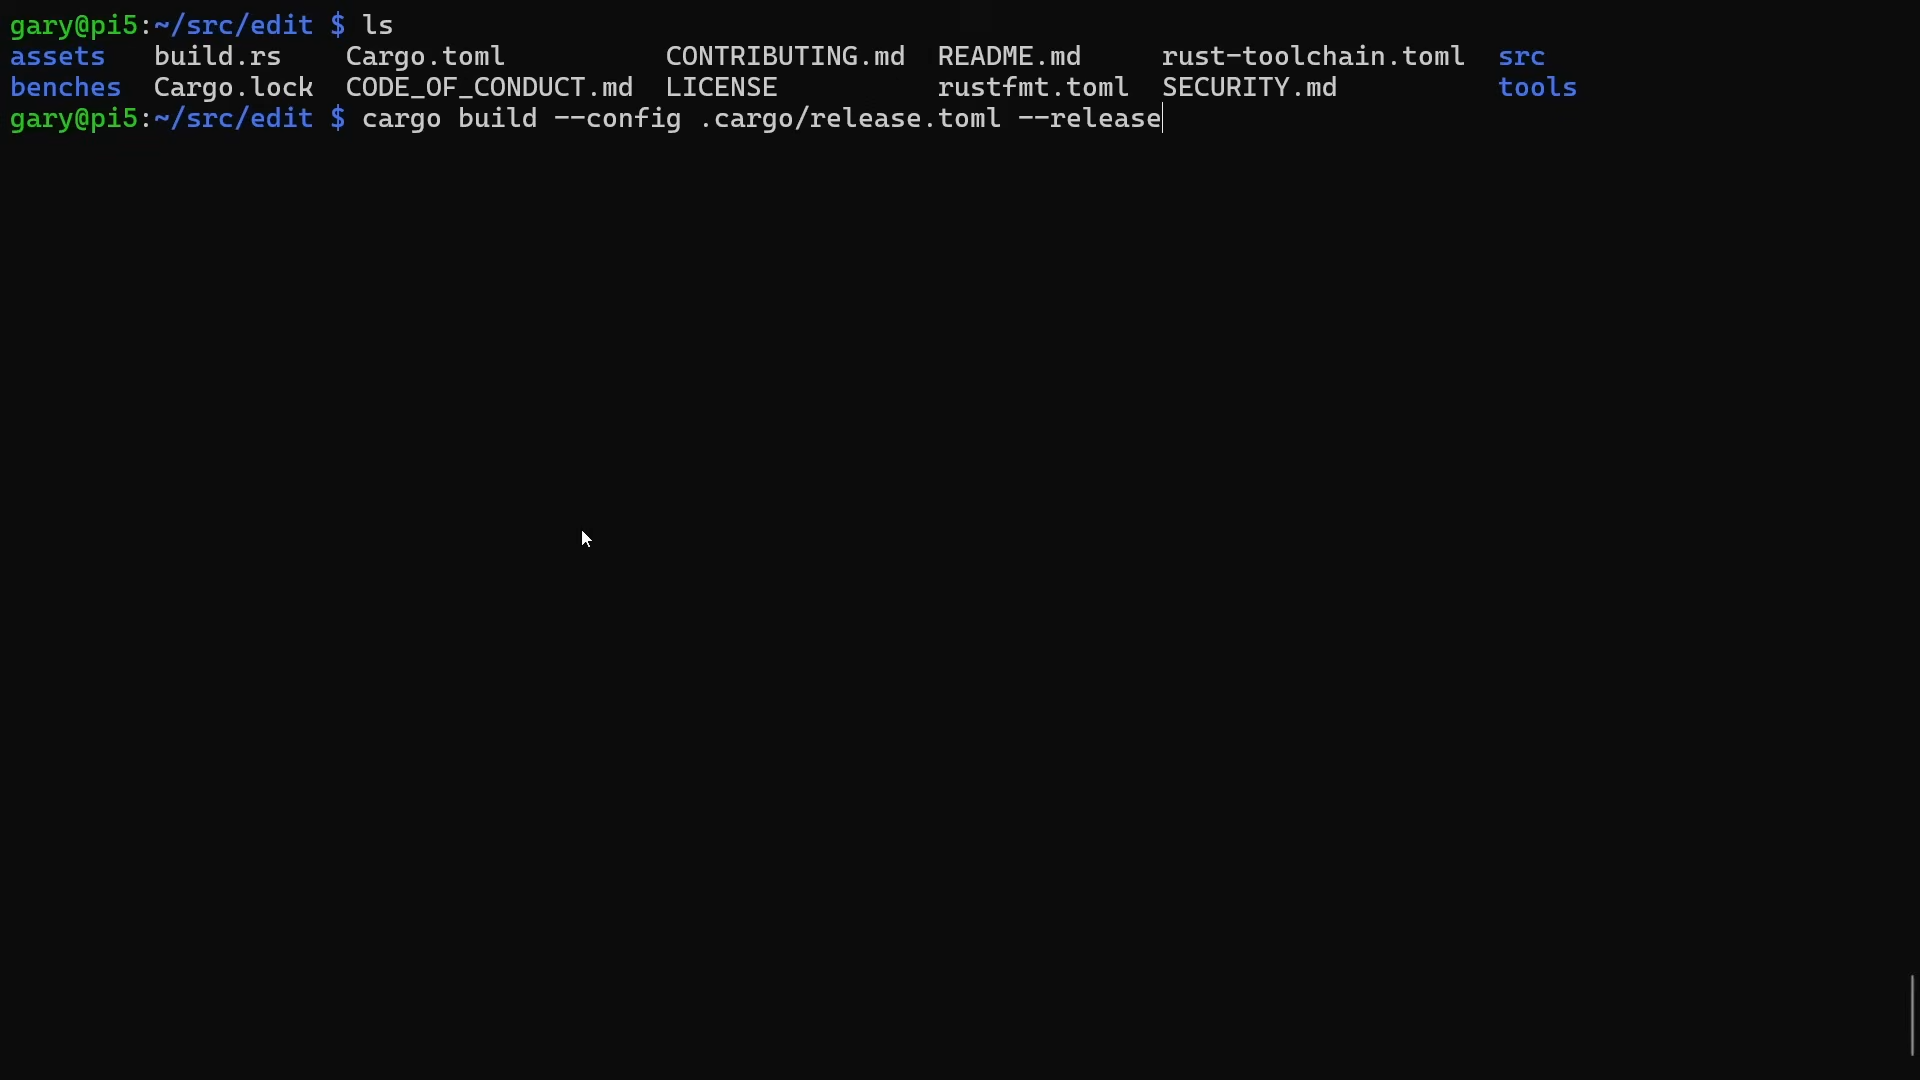 gary@pi5:~/src/edit $ ls
assets build.rs Cargo.toml CONTRIBUTING.md README.md rust-toolchain.toml src
benches Cargo.lock CODE_OF_CONDUCT.md LICENSE rustfmt.toml SECURITY.md tools
gary@pi5:~/src/edit $ cargo build --config .cargo/release.toml --release